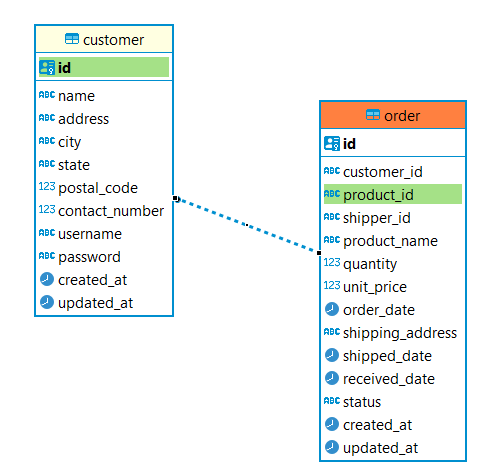 customer
id
ABC name
ABC address
ABC city
ABC state
123 postal_code
123 contact_number
ABC username
ABC password
created_at
updated_at
order
id
ABC customer_id
ABC product_id
ABC shipper_id
ABC product_name
123 quantity
123 unit_price
order_date
ABC shipping_address
shipped_date
received_date
ABC status
created_at
updated_at